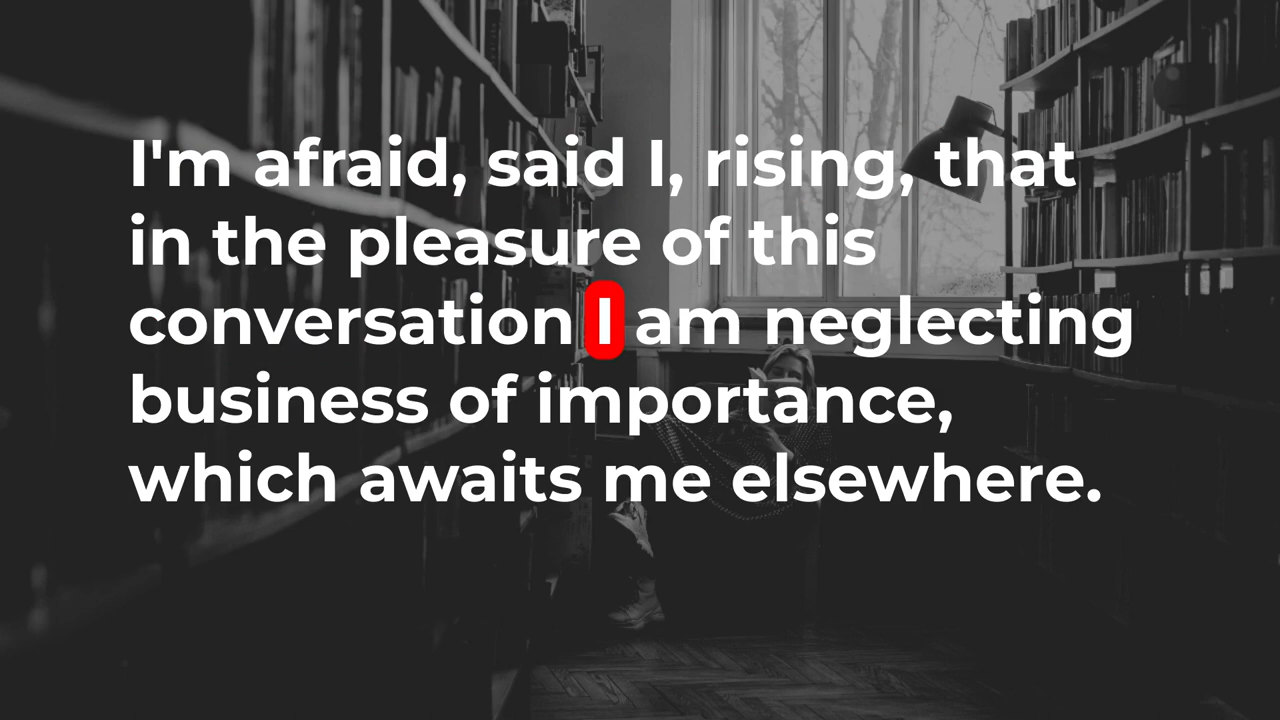 I'm afraid, said I, rising, that
in the pleasure of this
conversation I am neglecting
business of importance,
which awaits me elsewhere.